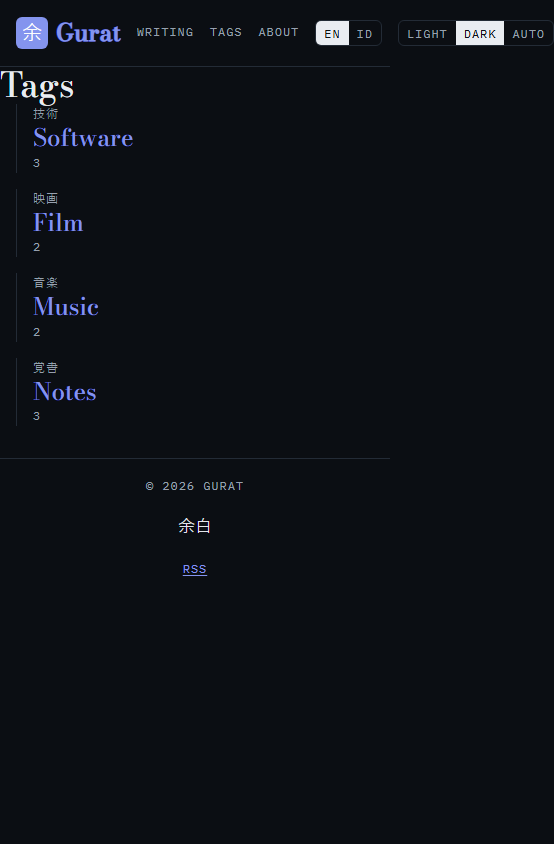 余 Gurat WRITING TAGS ABOUT EN ID LIGHT DARK AUTO
Tags
技術
Software
3
映画
Film
2
音楽
Music
2
覚書
Notes
3
© 2026 GURAT
余白
RSS